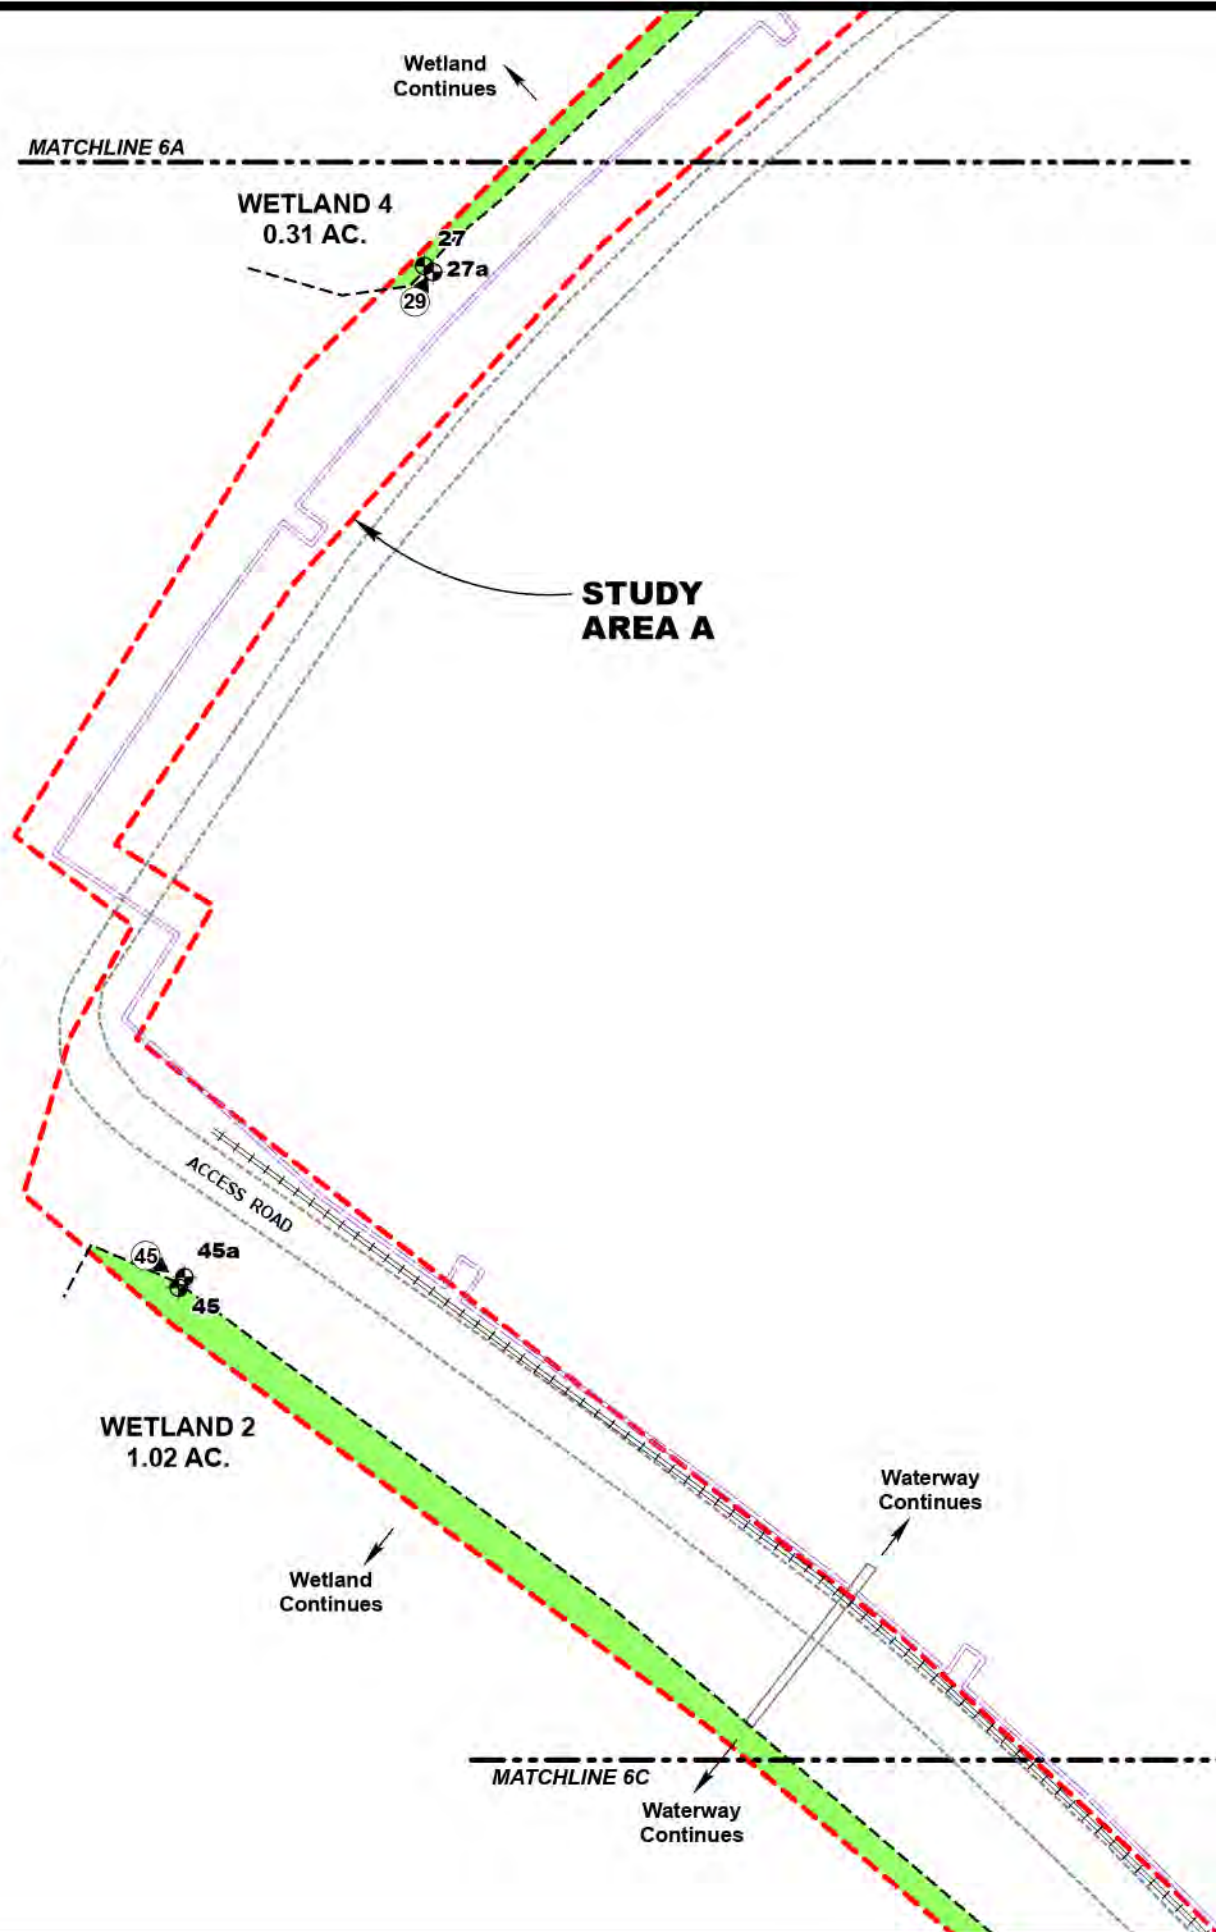 Wetland
Continues
MATCHLINE 6A
WETLAND 4
0.31 AC.
27
27a
29
STUDY
AREA A
ACCESS ROAD
45
45a
45
WETLAND 2
1.02 AC.
Waterway
Continues
Wetland
Continues
MATCHLINE 6C
Waterway
Continues